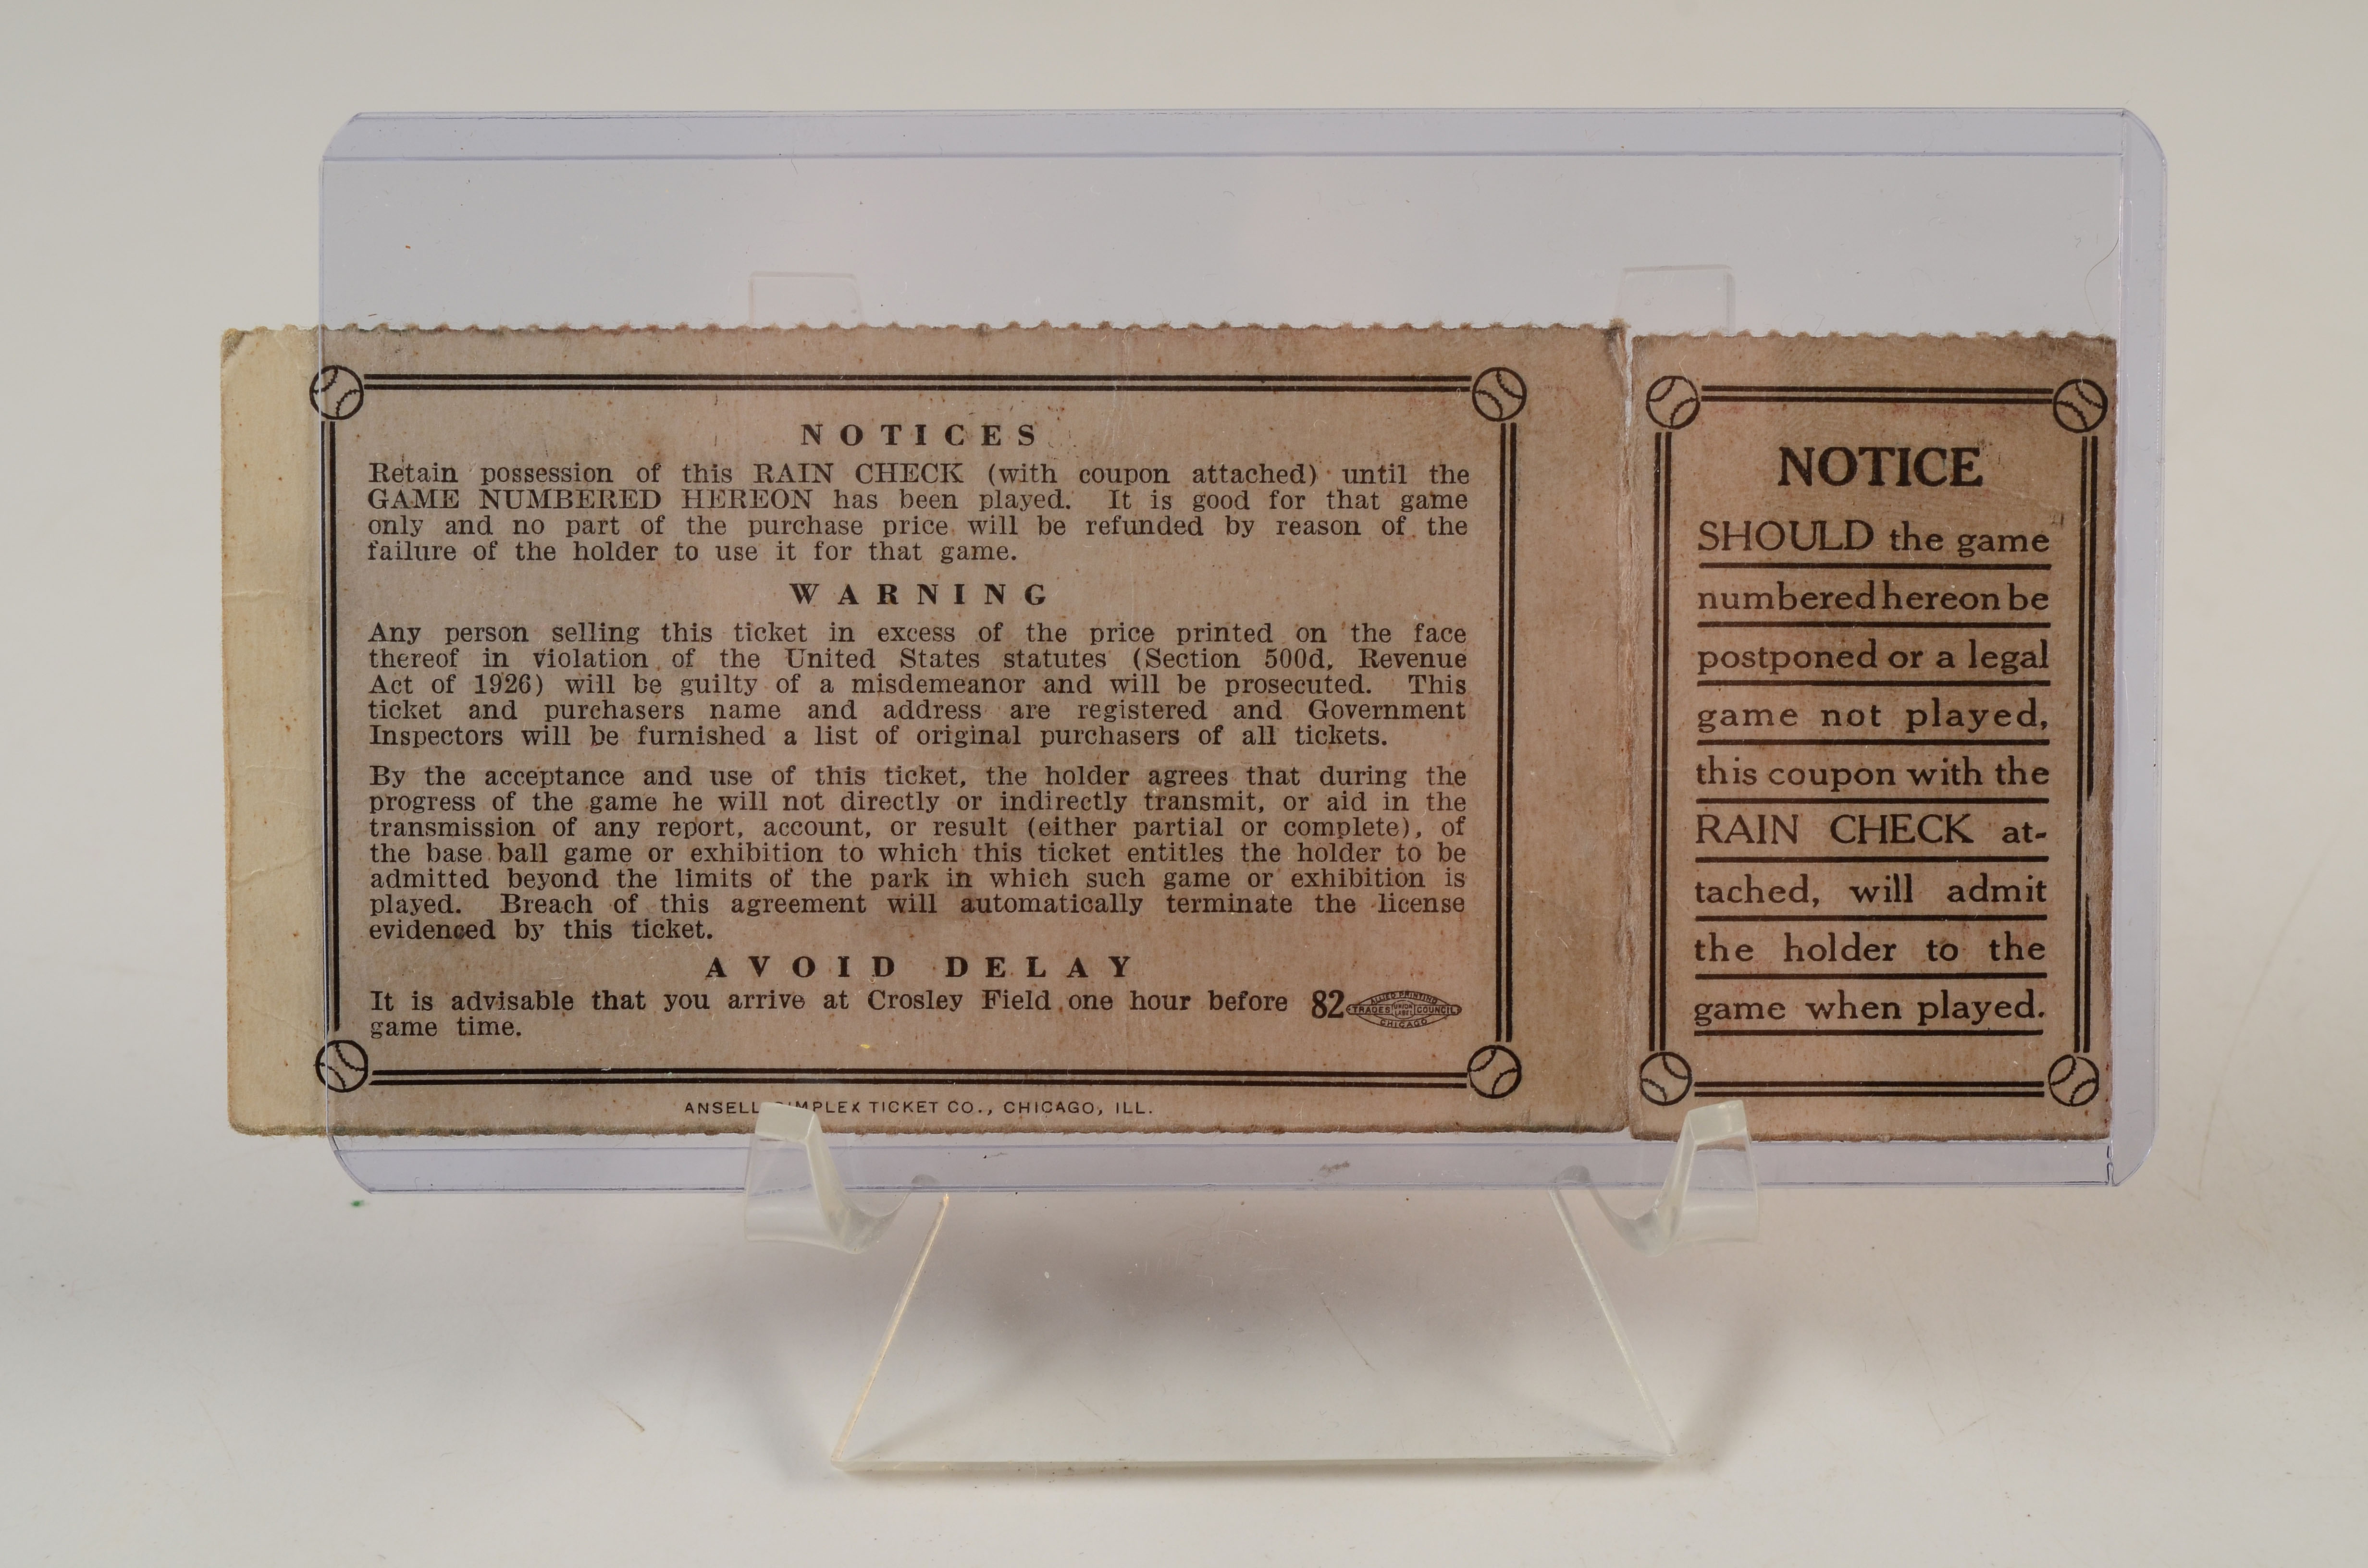 NOTICES
Retain possession of this RAIN CHECK (with coupon attached) until the
GAME NUMBERED HEREON has been played. It is good for that game
only and no part of the purchase price will be refunded by reason of the
failure of the holder to use it for that game.
WARNING
Any person selling this ticket in excess of the price printed on the face
thereof in violation of the United States statutes (Section 500d, Revenue
Act of 1926) will be guilty of a misdemeanor and will be prosecuted. This
ticket and purchasers name and address are registered and Government
Inspectors will be furnished a list of original purchasers of all tickets.
By the acceptance and use of this ticket, the holder agrees that during the
progress of the game he will not directly or indirectly transmit, or aid in the
transmission of any report, account, or result (either partial or complete), of
the base ball game or exhibition to which this ticket entitles the holder to be
admitted beyond the limits of the park in which such game or exhibition is
played. Breach of this agreement will automatically terminate the license
evidenced by this ticket.
AVOID DELAY
It is advisable that you arrive at Crosley Field one hour before 82
game time.
ALLIED PRINTING
TRADES UNION LABEL COUNCIL
CHICAGO
ANSELL SIMPLEX TICKET CO., CHICAGO, ILL.
NOTICE
SHOULD the game
numbered hereon be
postponed or a legal
game not played,
this coupon with the
RAIN CHECK at-
tached, will admit
the holder to the
game when played.